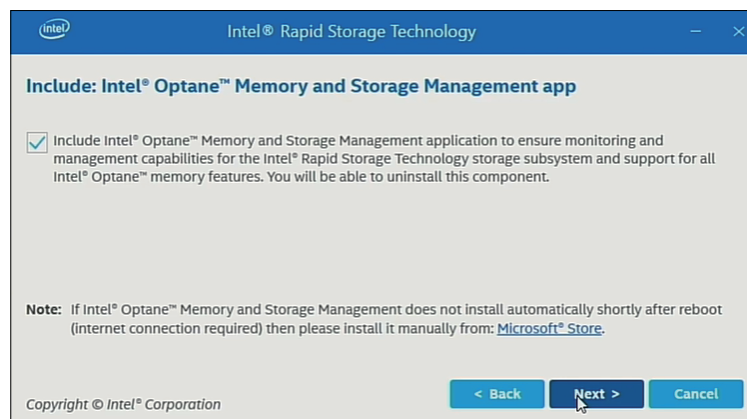 intel
Intel® Rapid Storage Technology
Include: Intel® Optane™ Memory and Storage Management app
Include Intel® Optane™ Memory and Storage Management application to ensure monitoring and
management capabilities for the Intel® Rapid Storage Technology storage subsystem and support for all
Intel® Optane™ memory features. You will be able to uninstall this component.
Note: If Intel® Optane™ Memory and Storage Management does not install automatically shortly after reboot
(internet connection required) then please install it manually from: Microsoft® Store.
< Back Next > Cancel
Copyright © Intel® Corporation